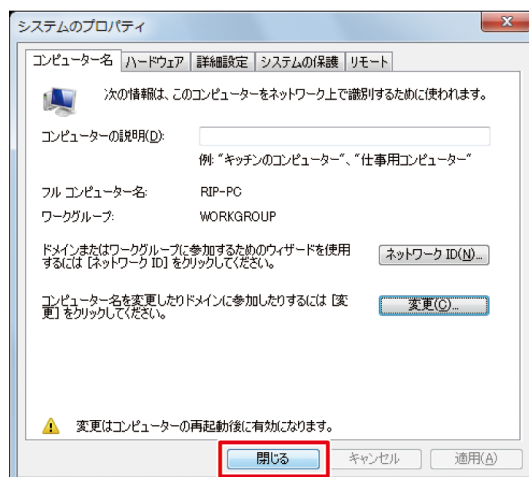 システムのプロパティ
コンピューター名 ハードウェア 詳細設定 システムの保護 リモート
次の情報は、このコンピューターをネットワーク上で識別するために使われます。
コンピューターの説明(D):
例: "キッチンのコンピューター"、"仕事用コンピューター"
フル コンピューター名: RIP-PC
ワークグループ: WORKGROUP
ドメインまたはワークグループに参加するためのウィザードを使用
するには [ネットワーク ID] をクリックしてください。
ネットワーク ID(N)...
コンピューター名を変更したりドメインに参加したりするには [変
更] をクリックしてください。
変更(C)...
変更はコンピューターの再起動後に有効になります。
閉じる キャンセル 適用(A)